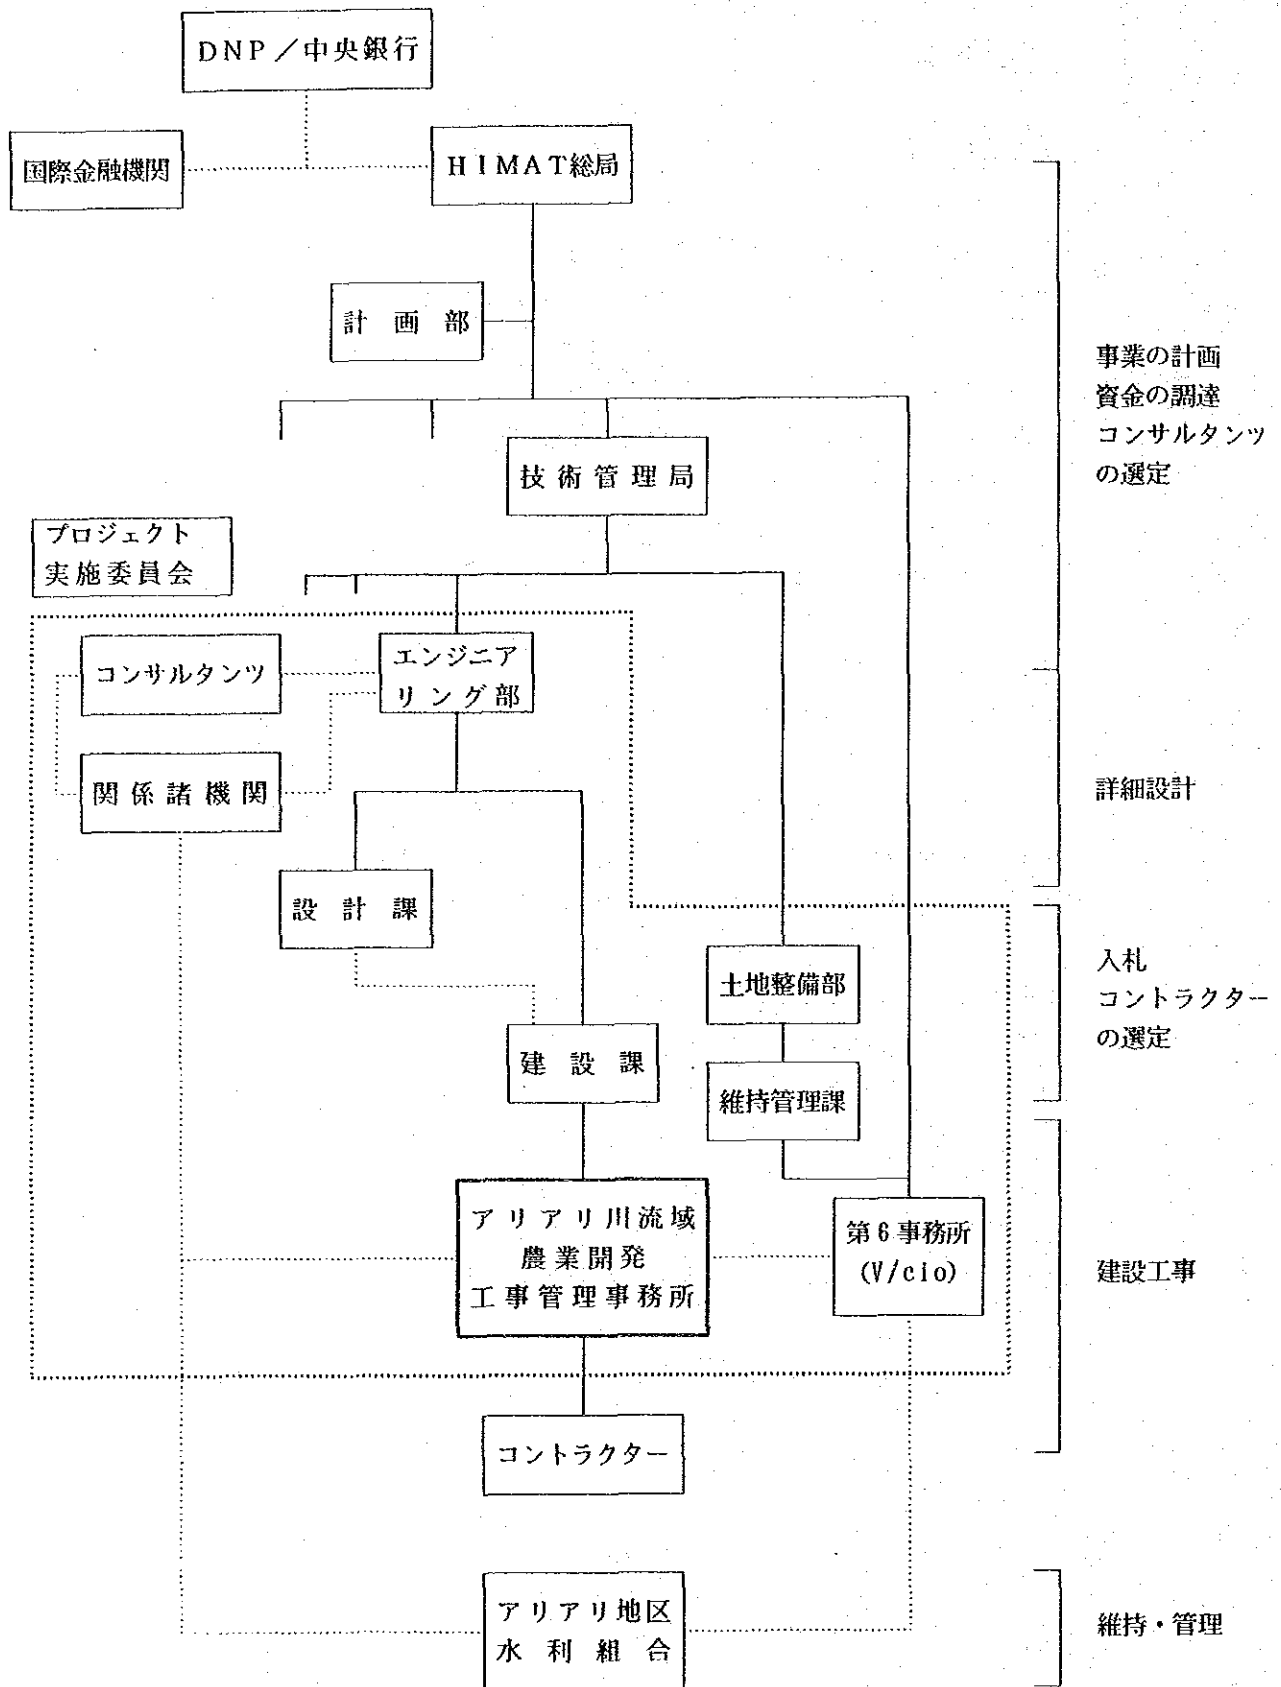 DNP／中央銀行
国際金融機関
HIMAT総局
計画部
事業の計画
資金の調達
コンサルタンツ
の選定
技術管理局
プロジェクト
実施委員会
コンサルタンツ
エンジニア
リング部
関係諸機関
詳細設計
設計課
土地整備部
入札
コントラクター
の選定
建設課
維持管理課
アリアリ川流域
農業開発
工事管理事務所
第6事務所
(V/cio)
建設工事
コントラクター
アリアリ地区
水利組合
維持・管理